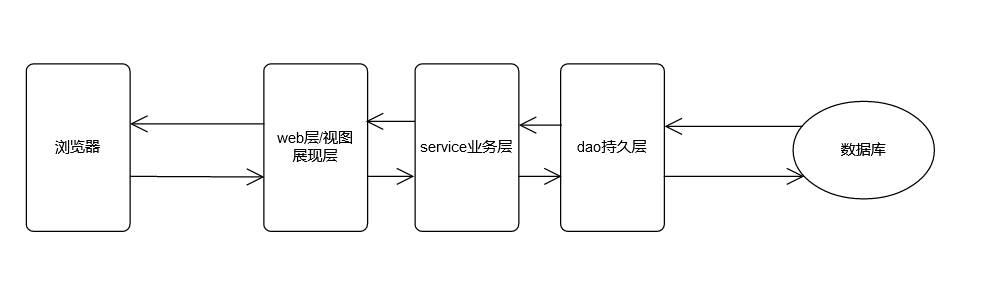 浏览器
web层/视图
展现层
service业务层
dao持久层
数据库